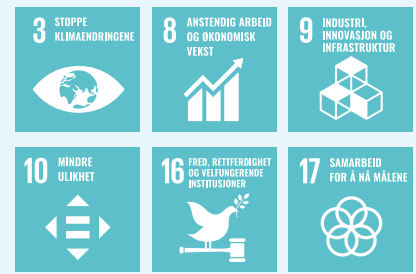 3 STOPPE
KLIMAENDRINGENE
8 ANSTENDIG ARBEID
OG ØKONOMISK
VEKST
9 INDUSTRI,
INNOVASJON OG
INFRASTRUKTUR
10 MINDRE
ULIKHET
16 FRED, RETTFERDIGHET
OG VELFUNGERENDE
INSTITUSJONER
17 SAMARBEID
FOR Å NÅ MÅLENE